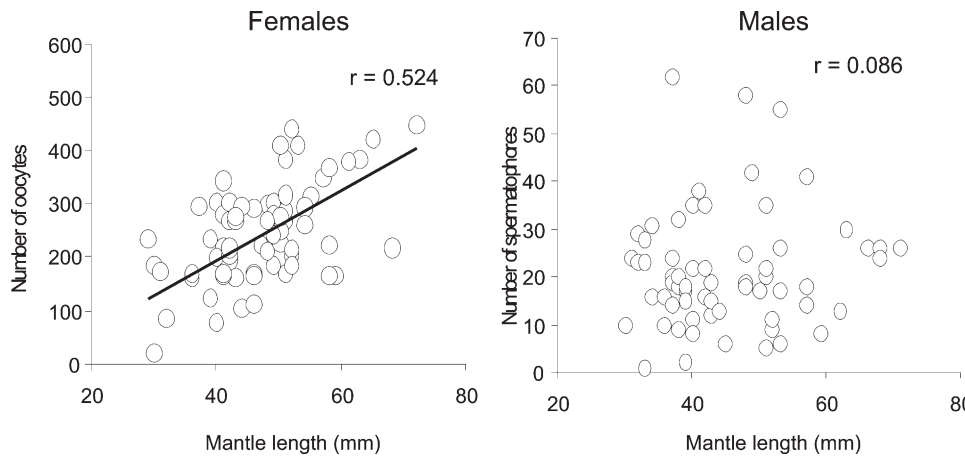 Females
600
500
400
300
200
100
0
20
40
60
80
Number of oocytes
Mantle length (mm)
r = 0.524
Males
70
60
50
40
30
20
10
0
20
40
60
80
Number of spermatophores
Mantle length (mm)
r = 0.086